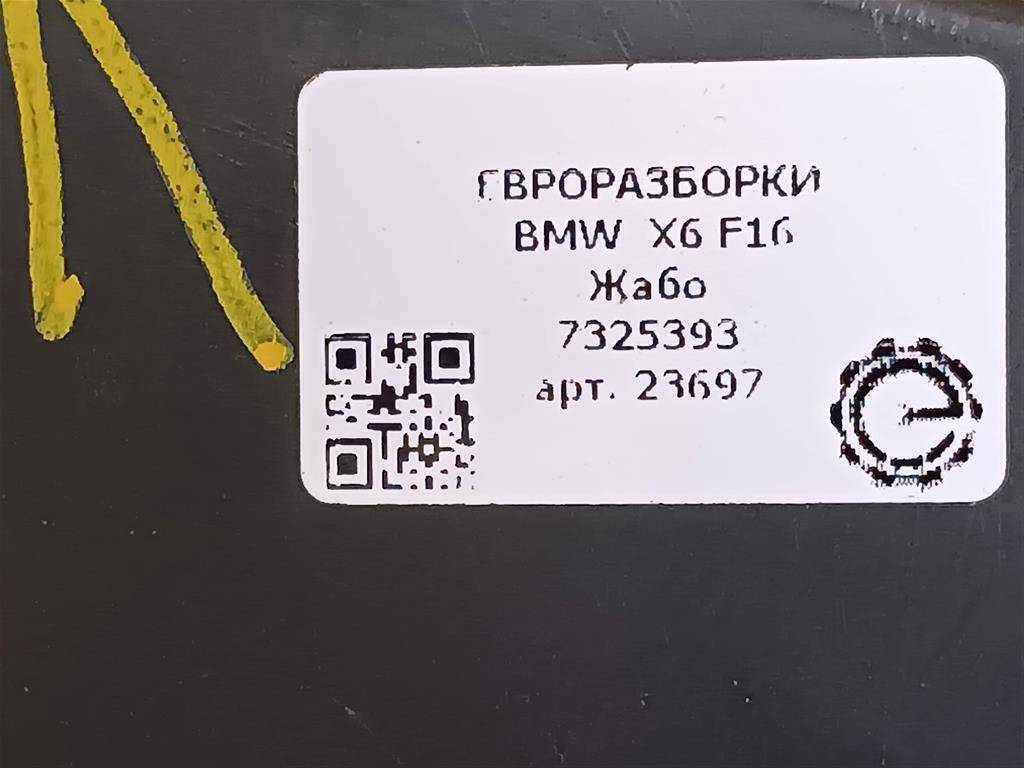 ЕВРОРАЗБОРКИ
BMW X6 F16
Жабо
7325393
арт. 23697